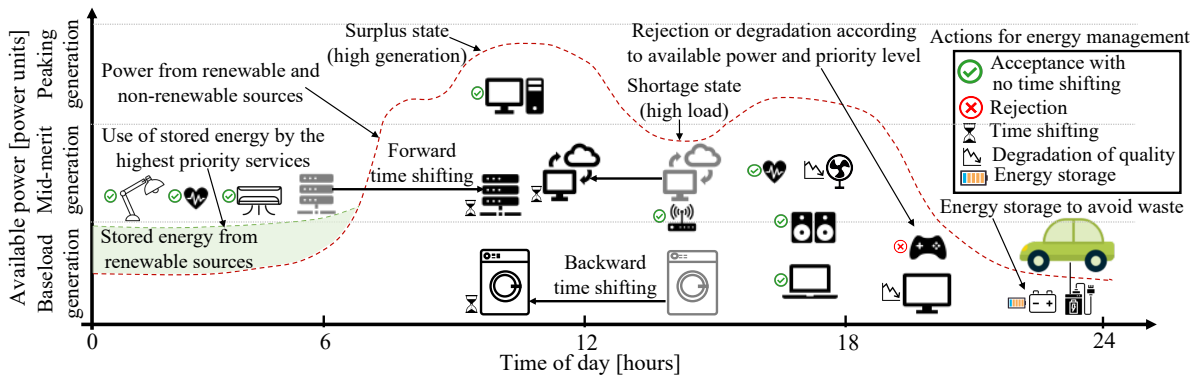 Available power [power units]
Peaking
generation
Mid-merit
generation
Baseload
generation
Surplus state
(high generation)
Power from renewable and
non-renewable sources
Use of stored energy by the
highest priority services
Stored energy from
renewable sources
Forward
time shifting
Backward
time shifting
Rejection or degradation according
to available power and priority level
Shortage state
(high load)
Actions for energy management
Acceptance with
no time shifting
Rejection
Time shifting
Degradation of quality
Energy storage
Energy storage to avoid waste
0
6
12
18
24
Time of day [hours]